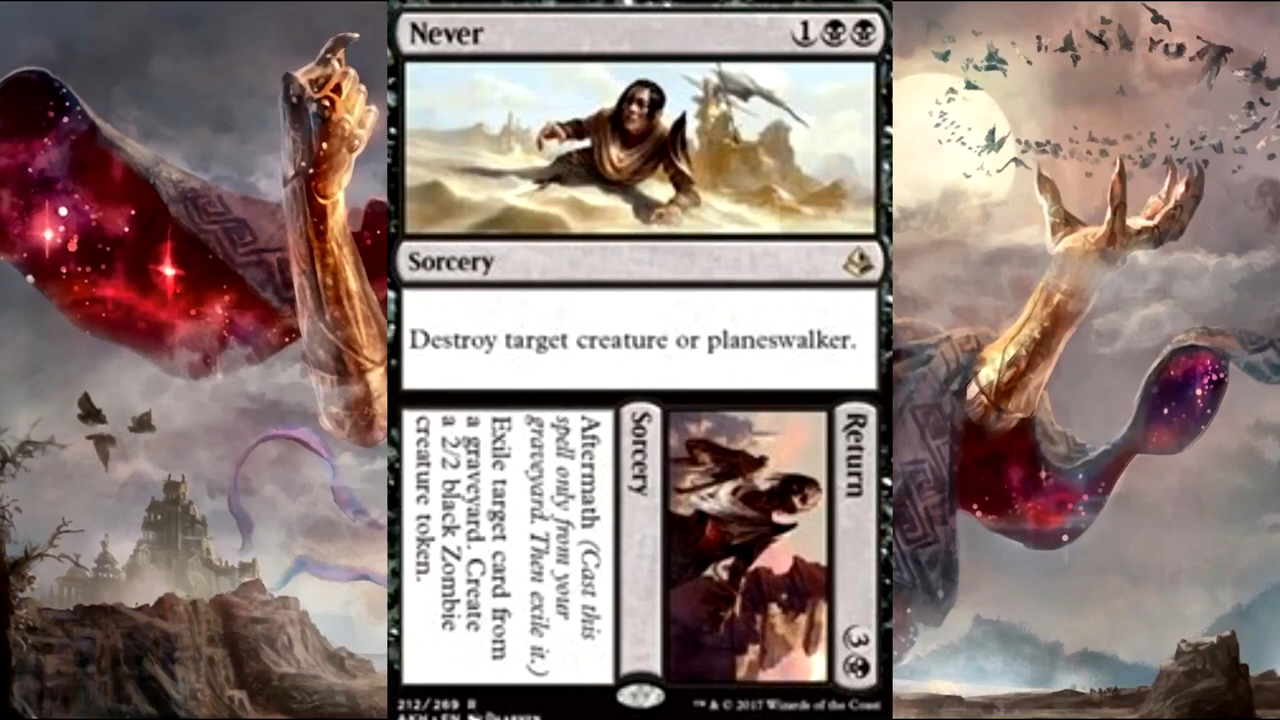 Never 1
Sorcery
Destroy target creature or planeswalker.
Return 3
Sorcery
Aftermath (Cast this
spell only from your
graveyard. Then exile it.)
Exile target card from
a graveyard. Create
a 2/2 black Zombie
creature token.
212/269 R
™ & © 2017 Wizards of the Coast